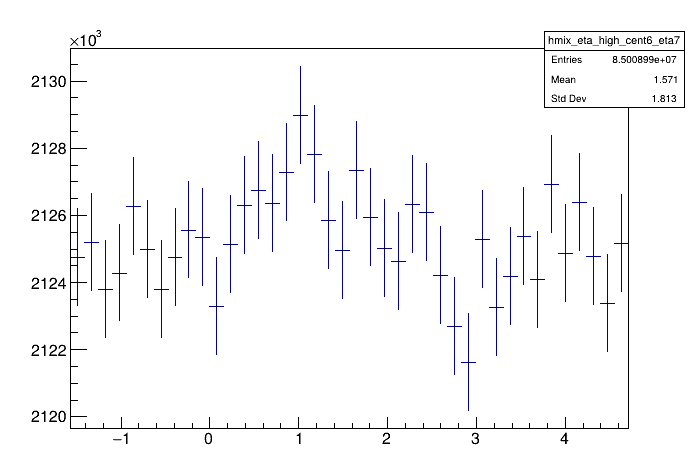 ×10³
hmix_eta_high_cent6_eta7
Entries 8.500899e+07
Mean 1.571
Std Dev 1.813
2130
2128
2126
2124
2122
2120
−1 0 1 2 3 4